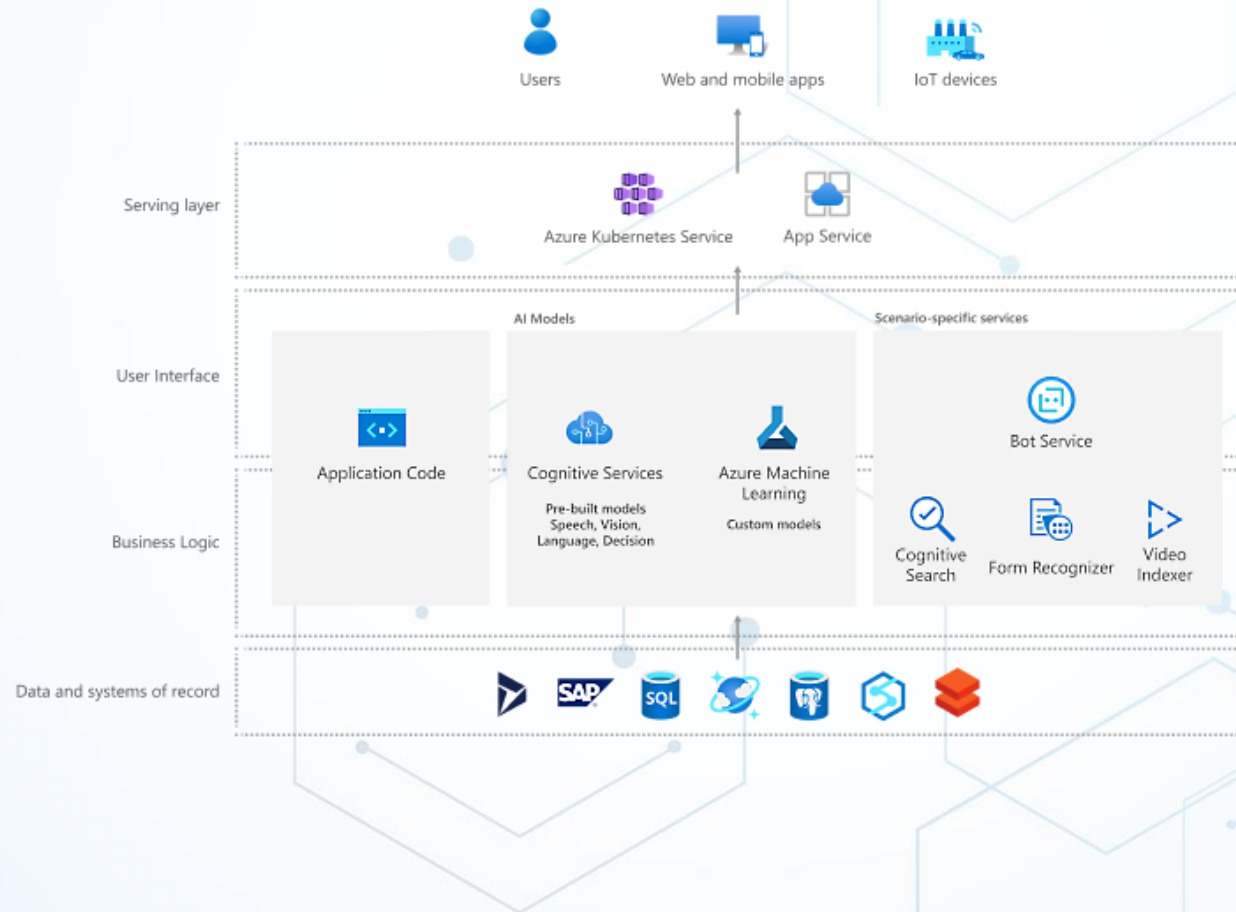 Users
Web and mobile apps
IoT devices
Serving layer
Azure Kubernetes Service
App Service
AI Models
Scenario-specific services
User Interface
Bot Service
Application Code
Cognitive Services
Pre-built models
Speech, Vision,
Language, Decision
Azure Machine
Learning
Custom models
Business Logic
Cognitive
Search
Form Recognizer
Video
Indexer
Data and systems of record
SAP
SQL